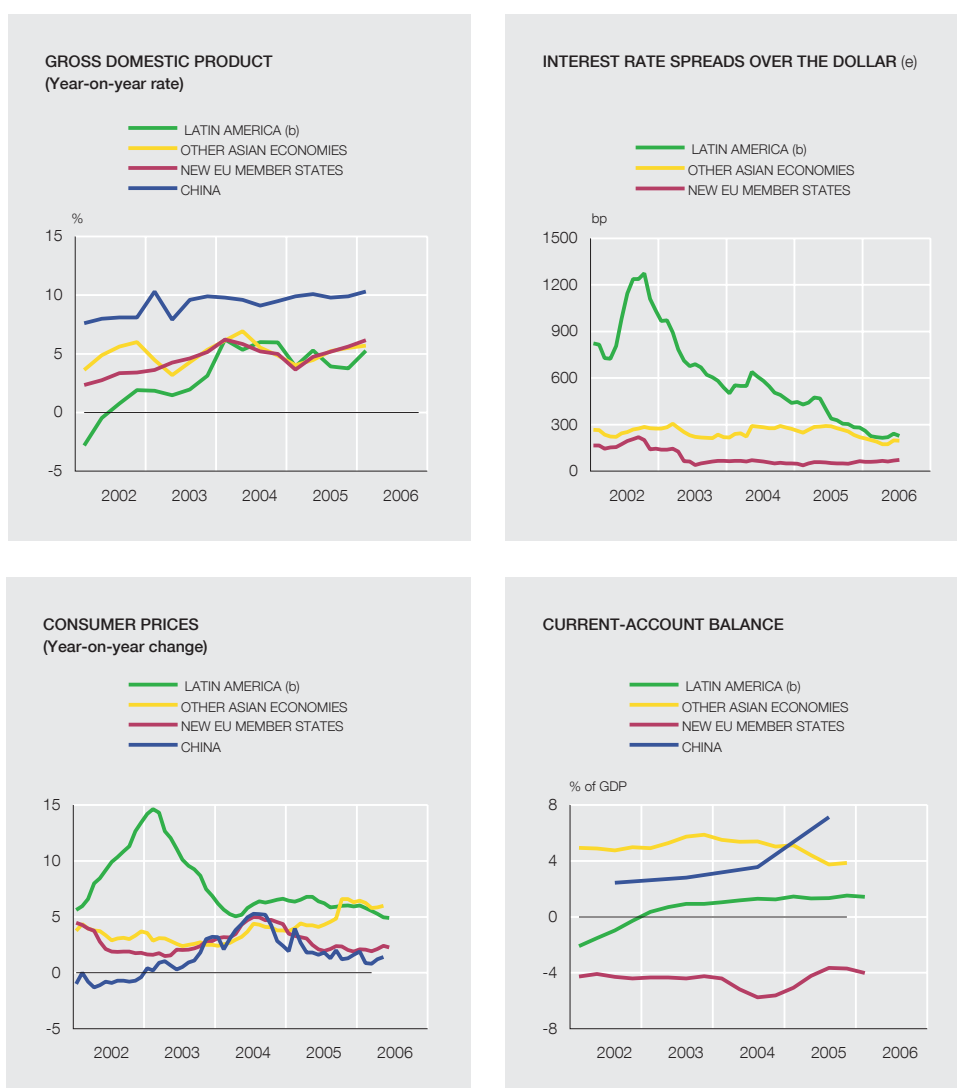 GROSS DOMESTIC PRODUCT
(Year-on-year rate)
LATIN AMERICA (b)
OTHER ASIAN ECONOMIES
NEW EU MEMBER STATES
CHINA
%
15
10
5
0
-5
2002 2003 2004 2005 2006
INTEREST RATE SPREADS OVER THE DOLLAR (e)
LATIN AMERICA (b)
OTHER ASIAN ECONOMIES
NEW EU MEMBER STATES
bp
1500
1200
900
600
300
0
2002 2003 2004 2005 2006
CONSUMER PRICES
(Year-on-year change)
LATIN AMERICA (b)
OTHER ASIAN ECONOMIES
NEW EU MEMBER STATES
CHINA
15
10
5
0
-5
2002 2003 2004 2005 2006
CURRENT-ACCOUNT BALANCE
LATIN AMERICA (b)
OTHER ASIAN ECONOMIES
NEW EU MEMBER STATES
CHINA
% of GDP
8
4
0
-4
-8
2002 2003 2004 2005 2006